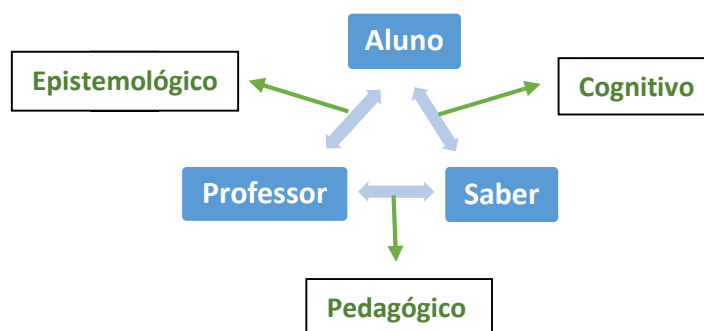 Aluno
Epistemológico
Cognitivo
Professor
Saber
Pedagógico